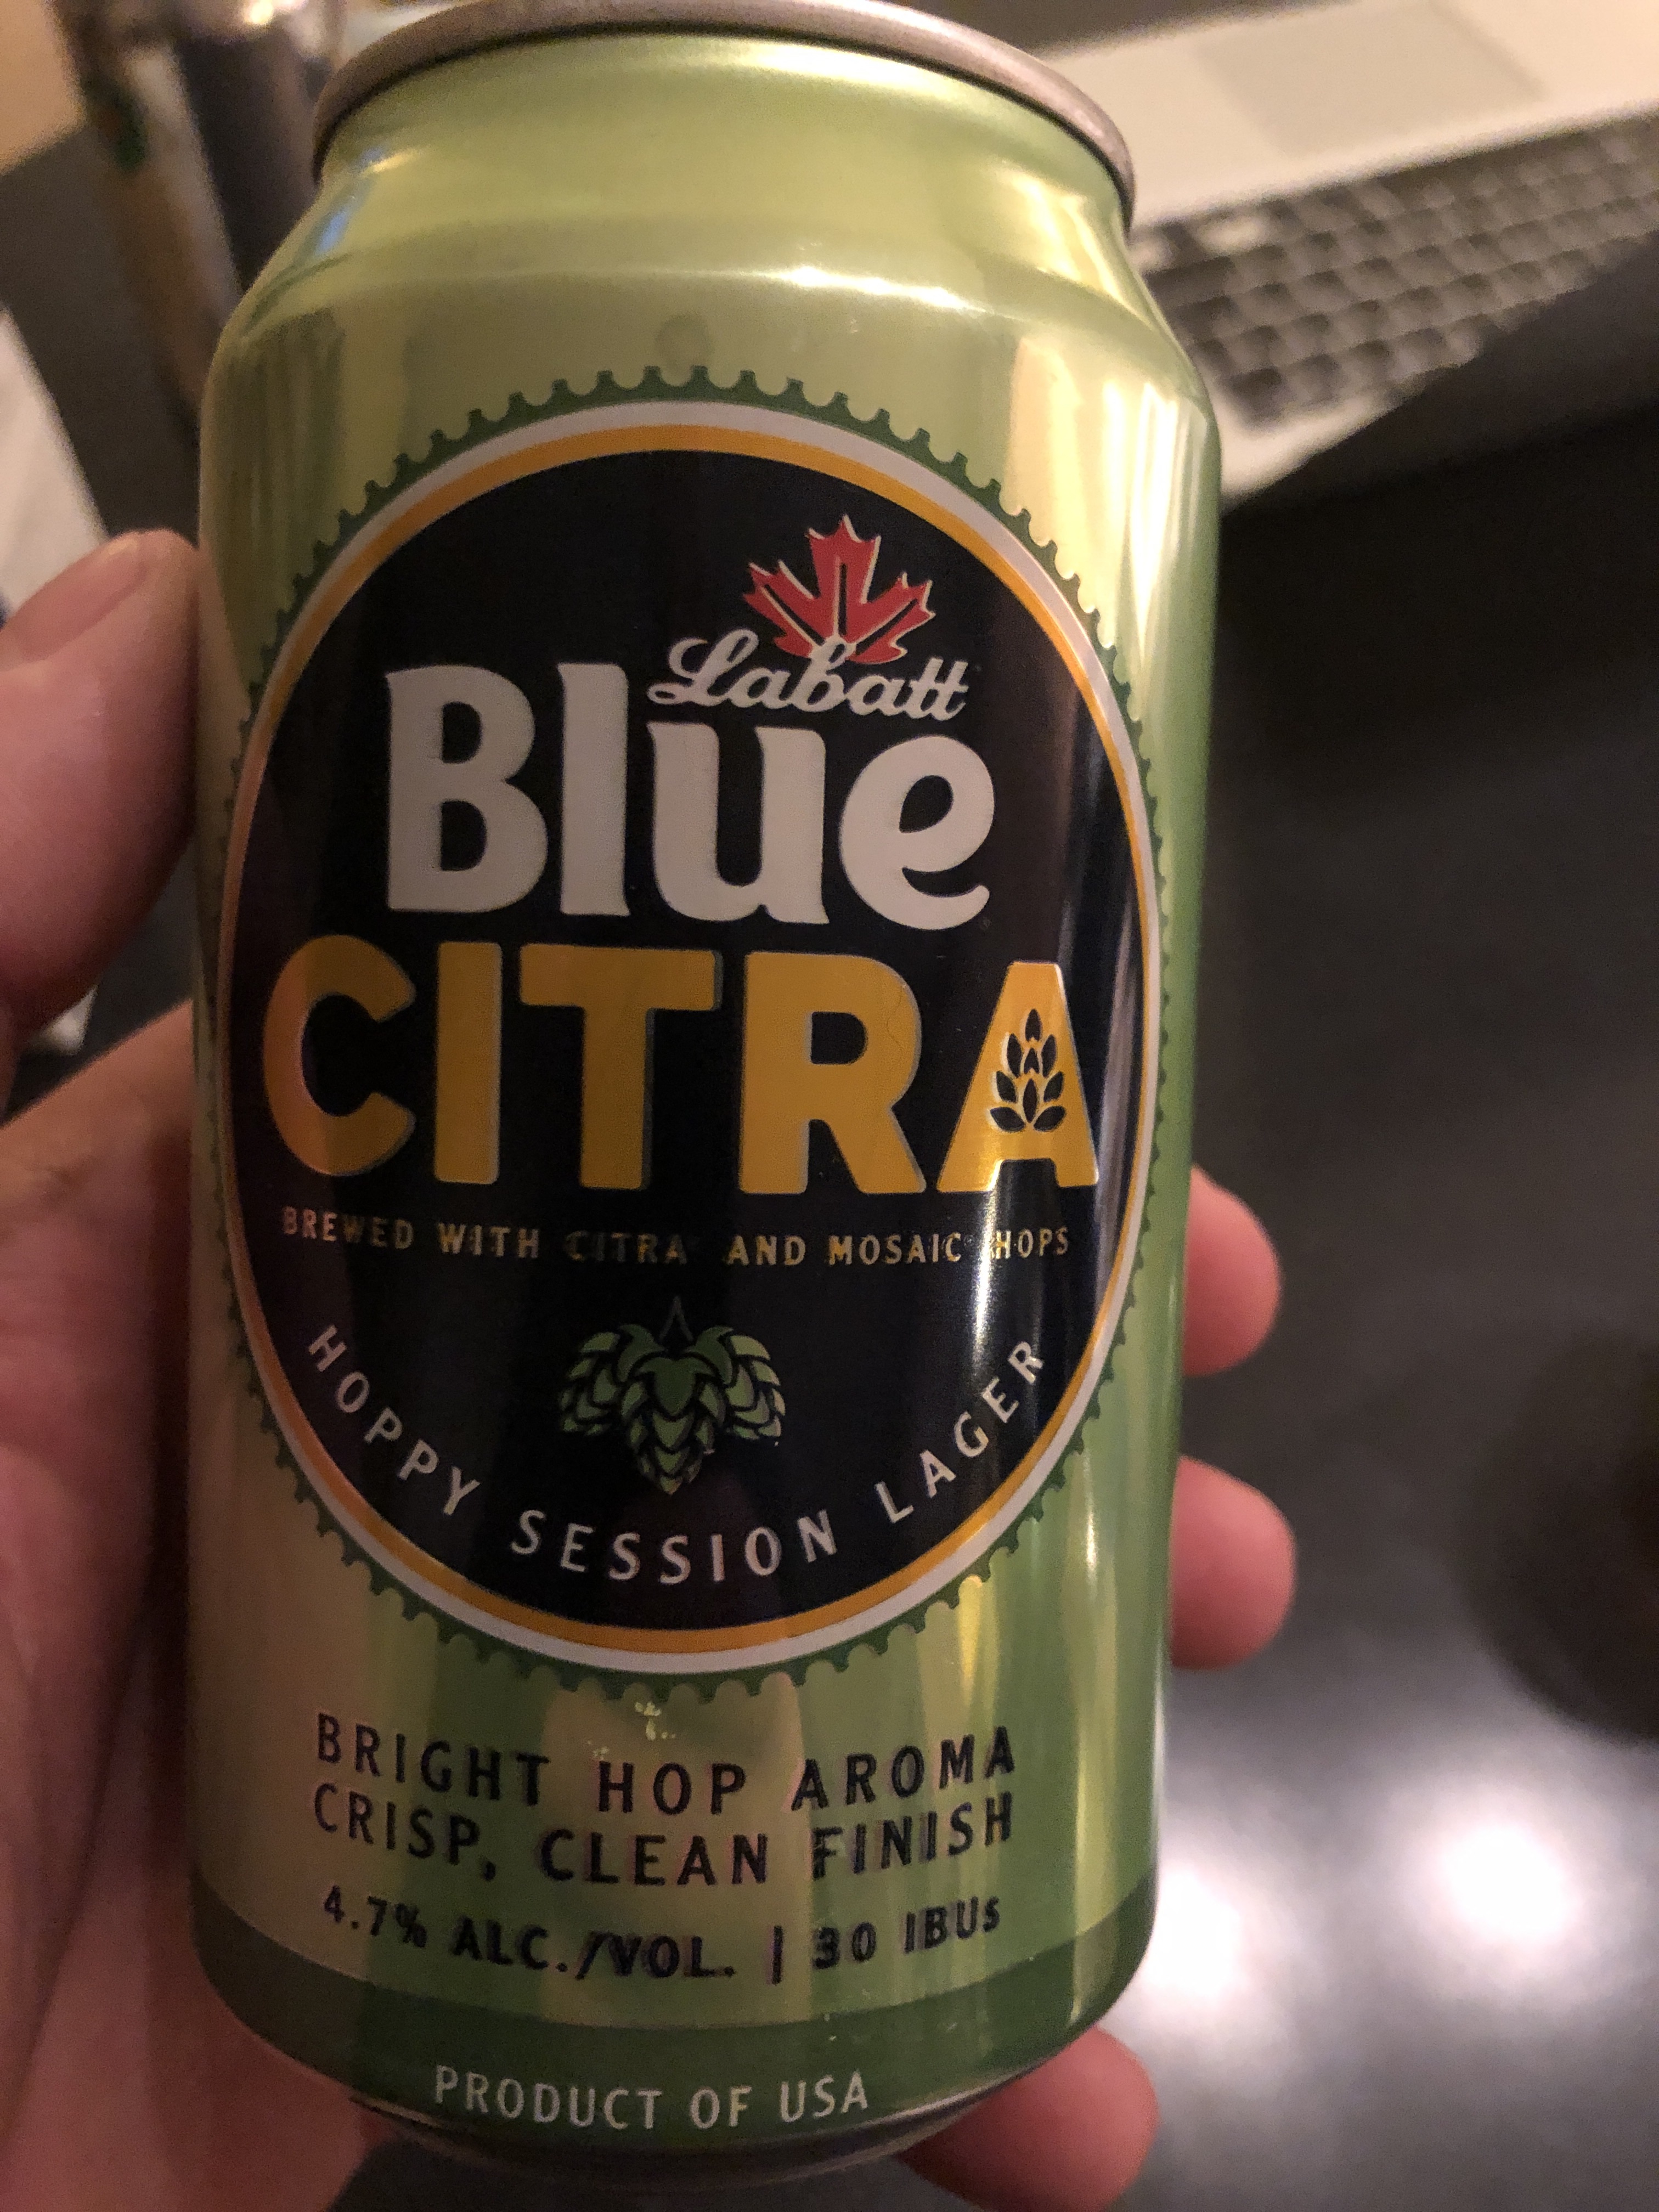 Labatt
Blue
CITRA
BREWED WITH CITRA AND MOSAIC HOPS
HOPPY SESSION LAGER
BRIGHT HOP AROMA
CRISP, CLEAN FINISH
4.7% ALC./VOL. | 30 IBUs
PRODUCT OF USA